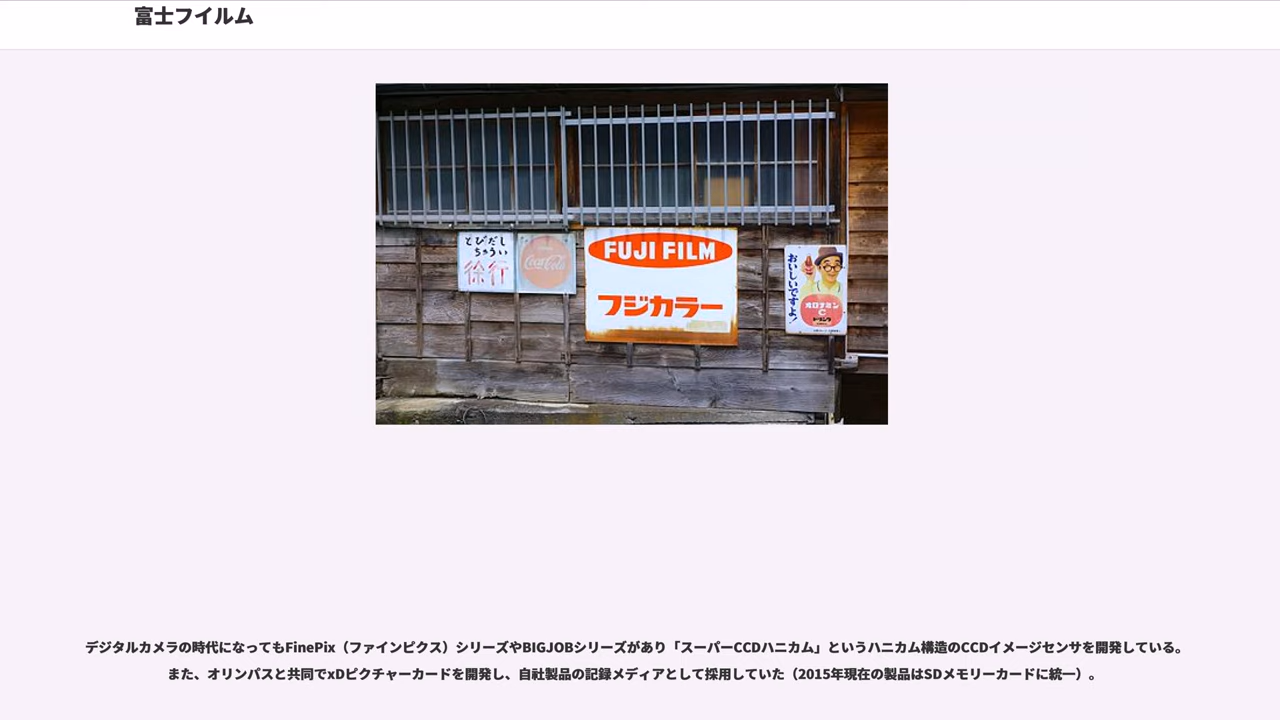 富士フイルム
とびだし
ちゅうい
徐行
Coca-Cola
FUJI FILM
フジカラー
おいしいですよ!
オロナミン
C
ドリンク
デジタルカメラの時代になってもFinePix（ファインピクス）シリーズやBIGJOBシリーズがあり「スーパーCCDハニカム」というハニカム構造のCCDイメージセンサを開発している。
また、オリンパスと共同でxDピクチャーカードを開発し、自社製品の記録メディアとして採用していた（2015年現在の製品はSDメモリーカードに統一）。